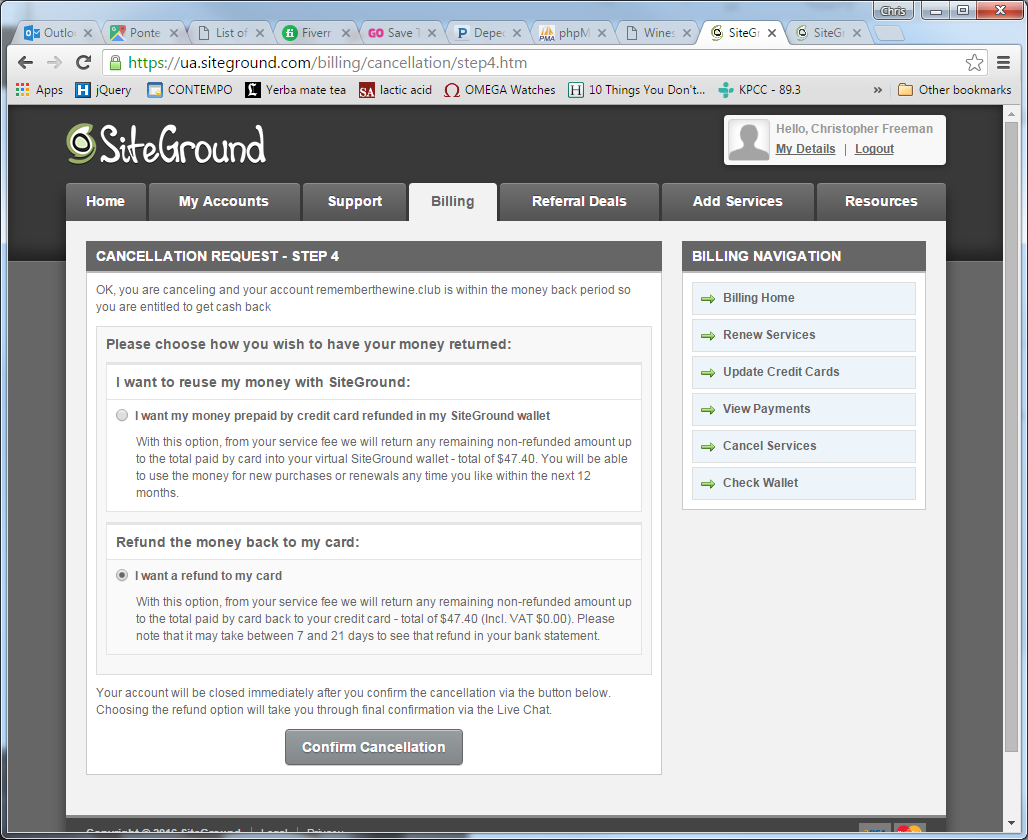 Chris
Outlo
Ponte
List of
Fiverr
GO Save T
Depec
phpM
Wines
SiteG
SiteG
https://ua.siteground.com/billing/cancellation/step4.htm
Apps
jQuery
CONTEMPO
Yerba mate tea
lactic acid
OMEGA Watches
10 Things You Don't...
KPCC - 89.3
»
Other bookmarks
SiteGround
Hello, Christopher Freeman
My Details | Logout
Home
My Accounts
Support
Billing
Referral Deals
Add Services
Resources
CANCELLATION REQUEST - STEP 4
OK, you are canceling and your account rememberthewine.club is within the money back period so
you are entitled to get cash back
Please choose how you wish to have your money returned:
I want to reuse my money with SiteGround:
I want my money prepaid by credit card refunded in my SiteGround wallet
With this option, from your service fee we will return any remaining non-refunded amount up
to the total paid by card into your virtual SiteGround wallet - total of $47.40. You will be able
to use the money for new purchases or renewals any time you like within the next 12
months.
Refund the money back to my card:
I want a refund to my card
With this option, from your service fee we will return any remaining non-refunded amount up
to the total paid by card back to your credit card - total of $47.40 (Incl. VAT $0.00). Please
note that it may take between 7 and 21 days to see that refund in your bank statement.
Your account will be closed immediately after you confirm the cancellation via the button below.
Choosing the refund option will take you through final confirmation via the Live Chat.
Confirm Cancellation
BILLING NAVIGATION
Billing Home
Renew Services
Update Credit Cards
View Payments
Cancel Services
Check Wallet
Copyright © 2016 SiteGround | Legal | Privacy